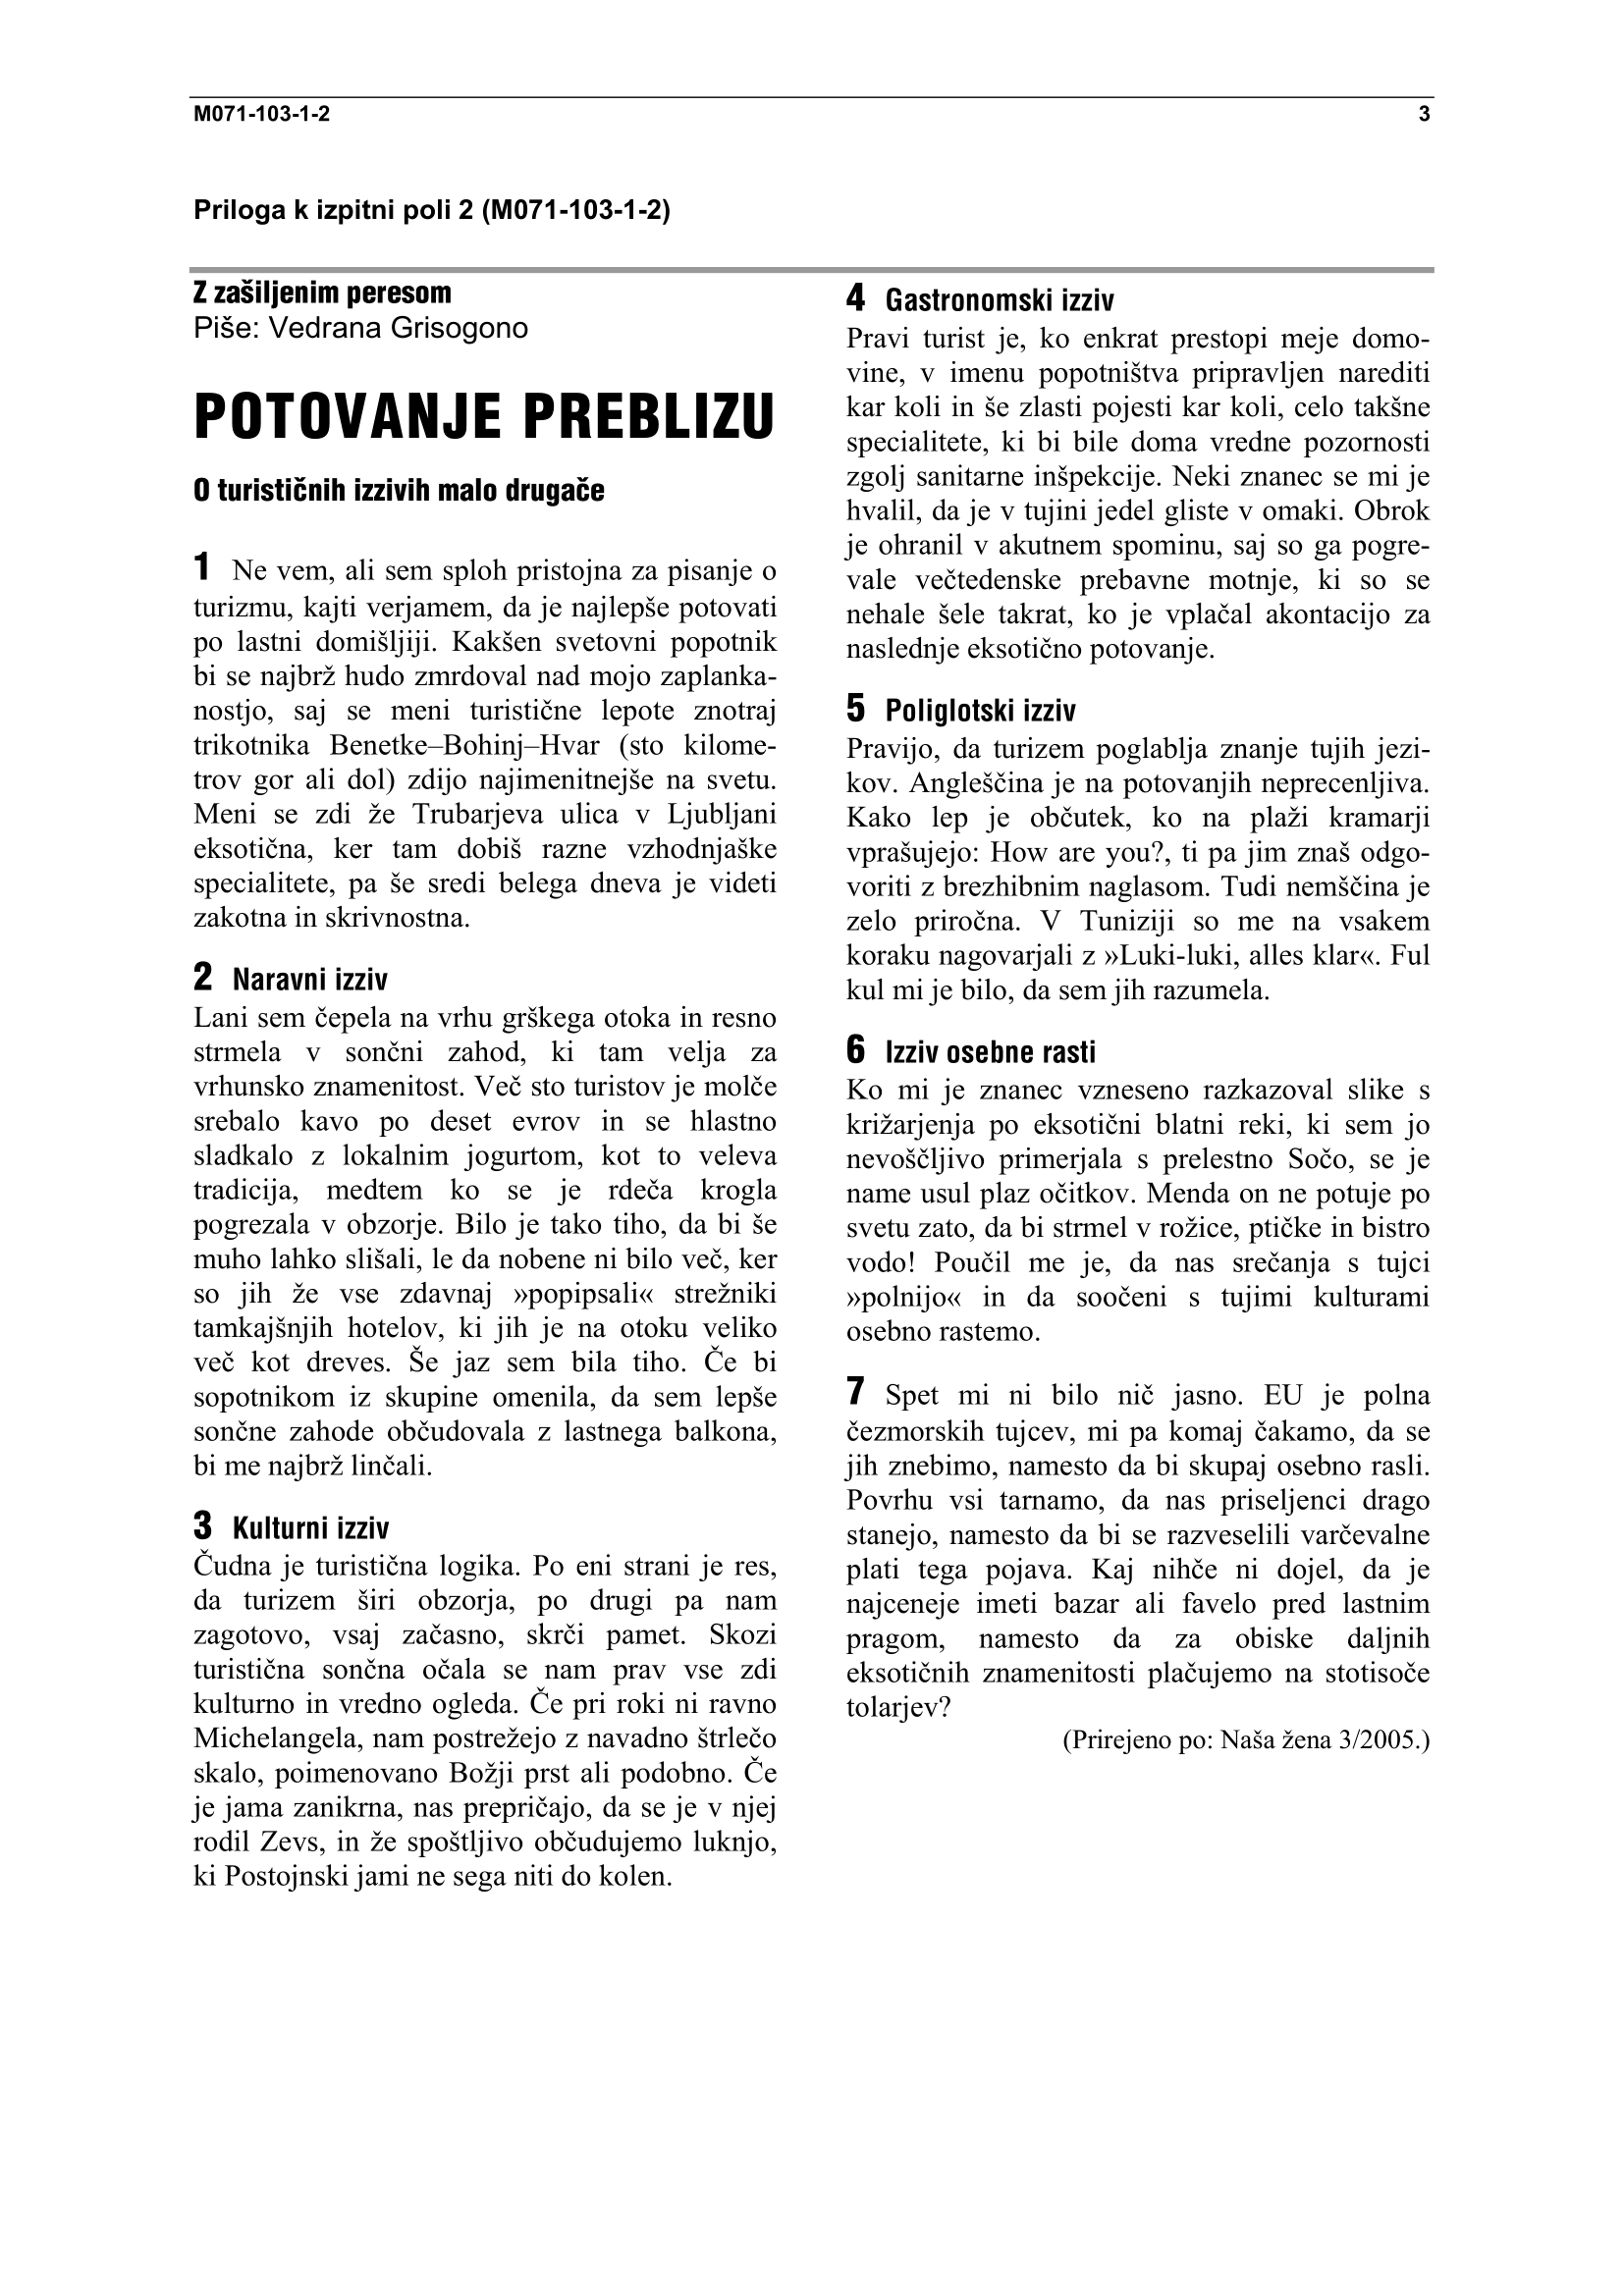 M071-103-1-2 3
Priloga k izpitni poli 2 (M071-103-1-2)
Z zašiljenim peresom
Piše: Vedrana Grisogono
POTOVANJE PREBLIZU
O turističnih izzivih malo drugače
1 Ne vem, ali sem sploh pristojna za pisanje o
turizmu, kajti verjamem, da je najlepše potovati
po lastni domišljiji. Kakšen svetovni popotnik
bi se najbrž hudo zmrdoval nad mojo zaplanka-
nostjo, saj se meni turistične lepote znotraj
trikotnika Benetke–Bohinj–Hvar (sto kilome-
trov gor ali dol) zdijo najimenitnejše na svetu.
Meni se zdi že Trubarjeva ulica v Ljubljani
eksotična, ker tam dobiš razne vzhodnjaške
specialitete, pa še sredi belega dneva je videti
zakotna in skrivnostna.
2 Naravni izziv
Lani sem čepela na vrhu grškega otoka in resno
strmela v sončni zahod, ki tam velja za
vrhunsko znamenitost. Več sto turistov je molče
srebalo kavo po deset evrov in se hlastno
sladkalo z lokalnim jogurtom, kot to veleva
tradicija, medtem ko se je rdeča krogla
pogrezala v obzorje. Bilo je tako tiho, da bi še
muho lahko slišali, le da nobene ni bilo več, ker
so jih že vse zdavnaj »popipsali« strežniki
tamkajšnjih hotelov, ki jih je na otoku veliko
več kot dreves. Še jaz sem bila tiho. Če bi
sopotnikom iz skupine omenila, da sem lepše
sončne zahode občudovala z lastnega balkona,
bi me najbrž linčali.
3 Kulturni izziv
Čudna je turistična logika. Po eni strani je res,
da turizem širi obzorja, po drugi pa nam
zagotovo, vsaj začasno, skrči pamet. Skozi
turistična sončna očala se nam prav vse zdi
kulturno in vredno ogleda. Če pri roki ni ravno
Michelangela, nam postrežejo z navadno štrlečo
skalo, poimenovano Božji prst ali podobno. Če
je jama zanikrna, nas prepričajo, da se je v njej
rodil Zevs, in že spoštljivo občudujemo luknjo,
ki Postojnski jami ne sega niti do kolen.
4 Gastronomski izziv
Pravi turist je, ko enkrat prestopi meje domo-
vine, v imenu popotništva pripravljen narediti
kar koli in še zlasti pojesti kar koli, celo takšne
specialitete, ki bi bile doma vredne pozornosti
zgolj sanitarne inšpekcije. Neki znanec se mi je
hvalil, da je v tujini jedel gliste v omaki. Obrok
je ohranil v akutnem spominu, saj so ga pogre-
vale večtedenske prebavne motnje, ki so se
nehale šele takrat, ko je vplačal akontacijo za
naslednje eksotično potovanje.
5 Poliglotski izziv
Pravijo, da turizem poglablja znanje tujih jezi-
kov. Angleščina je na potovanjih neprecenljiva.
Kako lep je občutek, ko na plaži kramarji
vprašujejo: How are you?, ti pa jim znaš odgo-
voriti z brezhibnim naglasom. Tudi nemščina je
zelo priročna. V Tuniziji so me na vsakem
koraku nagovarjali z »Luki-luki, alles klar«. Ful
kul mi je bilo, da sem jih razumela.
6 Izziv osebne rasti
Ko mi je znanec vzneseno razkazoval slike s
križarjenja po eksotični blatni reki, ki sem jo
nevoščljivo primerjala s prelestno Sočo, se je
name usul plaz očitkov. Menda on ne potuje po
svetu zato, da bi strmel v rožice, ptičke in bistro
vodo! Poučil me je, da nas srečanja s tujci
»polnijo« in da soočeni s tujimi kulturami
osebno rastemo.
7 Spet mi ni bilo nič jasno. EU je polna
čezmorskih tujcev, mi pa komaj čakamo, da se
jih znebimo, namesto da bi skupaj osebno rasli.
Povrhu vsi tarnamo, da nas priseljenci drago
stanejo, namesto da bi se razveselili varčevalne
plati tega pojava. Kaj nihče ni dojel, da je
najceneje imeti bazar ali favelo pred lastnim
pragom, namesto da za obiske daljnih
eksotičnih znamenitosti plačujemo na stotisoče
tolarjev?
(Prirejeno po: Naša žena 3/2005.)